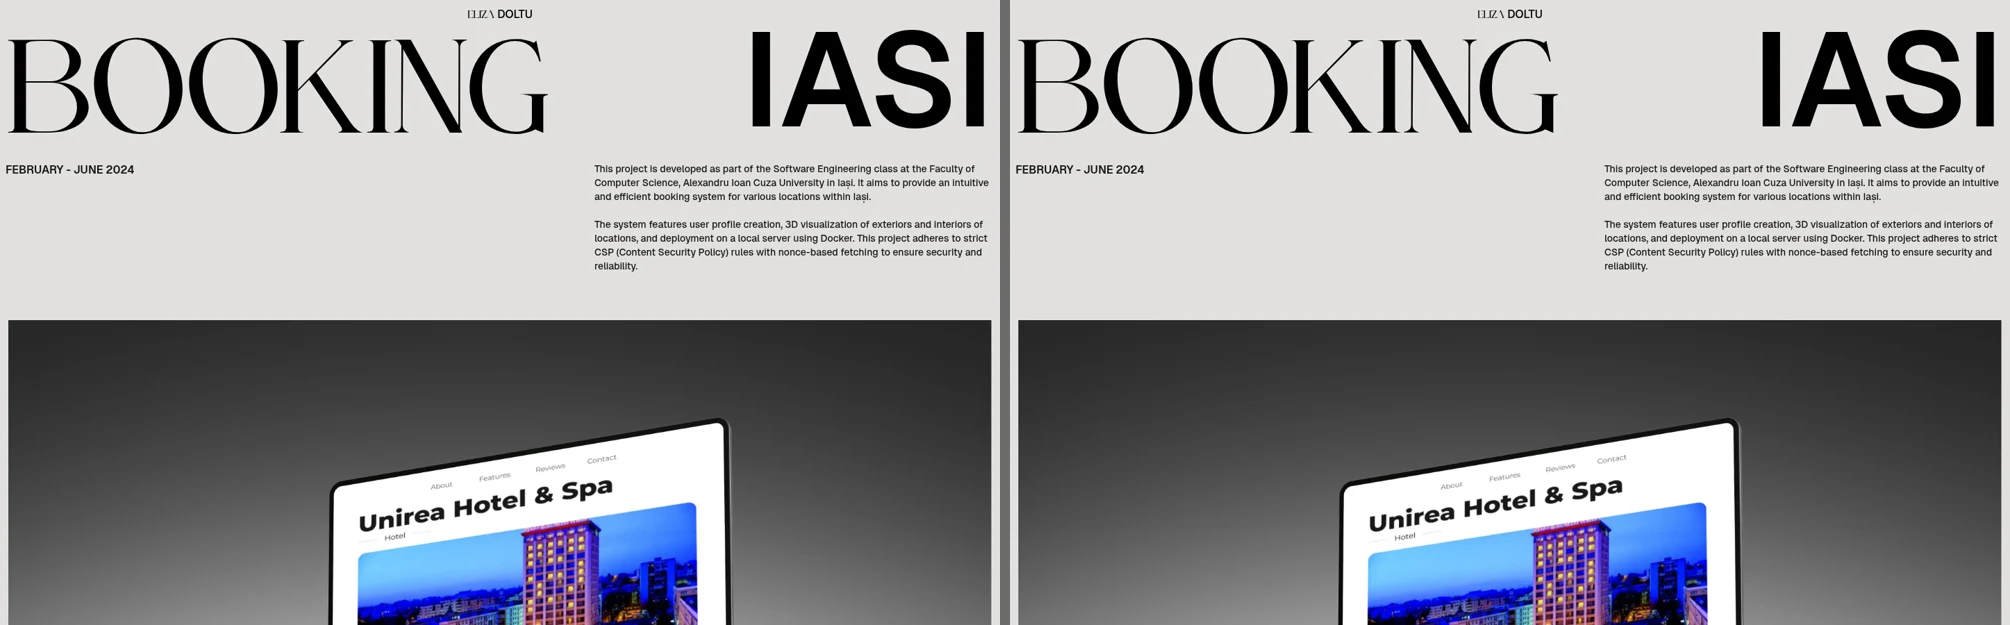 ELIZA DOLTU
BOOKING IASI
FEBRUARY - JUNE 2024
This project is developed as part of the Software Engineering class at the Faculty of
Computer Science, Alexandru Ioan Cuza University in Iași. It aims to provide an intuitive
and efficient booking system for various locations within Iași.
The system features user profile creation, 3D visualization of exteriors and interiors of
locations, and deployment on a local server using Docker. This project adheres to strict
CSP (Content Security Policy) rules with nonce-based fetching to ensure security and
reliability.
About Features Reviews Contact
Unirea Hotel & Spa
Hotel
ELIZA DOLTU
BOOKING IASI
FEBRUARY - JUNE 2024
This project is developed as part of the Software Engineering class at the Faculty of
Computer Science, Alexandru Ioan Cuza University in Iași. It aims to provide an intuitive
and efficient booking system for various locations within Iași.
The system features user profile creation, 3D visualization of exteriors and interiors of
locations, and deployment on a local server using Docker. This project adheres to strict
CSP (Content Security Policy) rules with nonce-based fetching to ensure security and
reliability.
About Features Reviews Contact
Unirea Hotel & Spa
Hotel